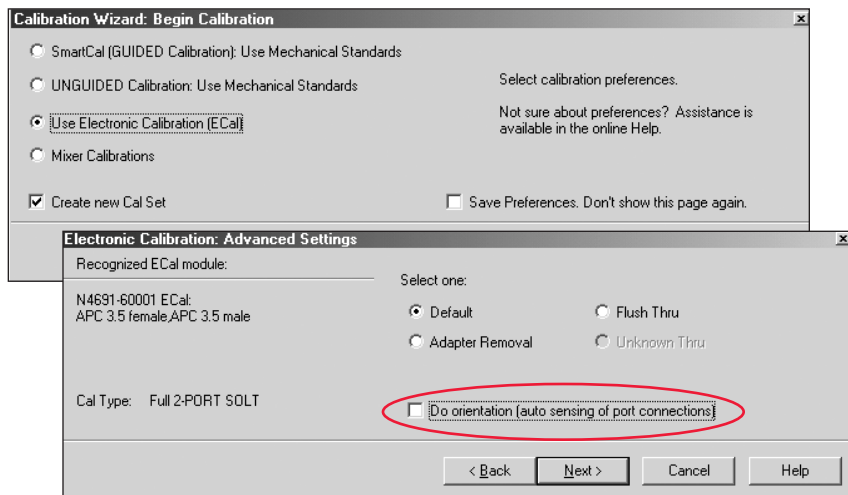 Calibration Wizard: Begin Calibration
SmartCal (GUIDED Calibration): Use Mechanical Standards
UNGUIDED Calibration: Use Mechanical Standards
Use Electronic Calibration (ECal)
Mixer Calibrations
Select calibration preferences.
Not sure about preferences? Assistance is
available in the online Help.
Create new Cal Set
Save Preferences. Don't show this page again.
Electronic Calibration: Advanced Settings
Recognized ECal module:
N4691-60001 ECal:
APC 3.5 female,APC 3.5 male
Select one:
Default
Flush Thru
Adapter Removal
Unknown Thru
Cal Type: Full 2-PORT SOLT
Do orientation (auto sensing of port connections)
< Back
Next >
Cancel
Help